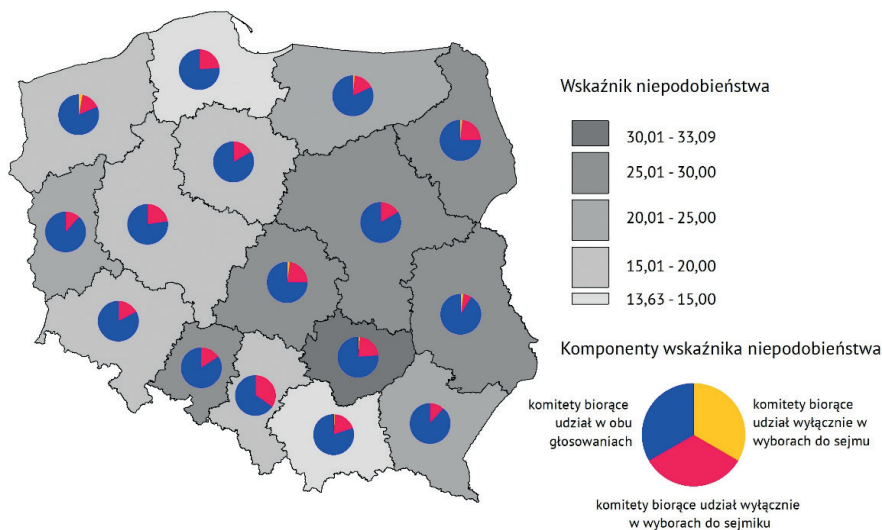 Wskaźnik niepodobieństwa
30,01 - 33,09
25,01 - 30,00
20,01 - 25,00
15,01 - 20,00
13,63 - 15,00
Komponenty wskaźnika niepodobieństwa
komitety biorące
udział w obu
głosowaniach
komitety biorące
udział wyłącznie w
wyborach do sejmu
komitety biorące udział wyłącznie
w wyborach do sejmiku